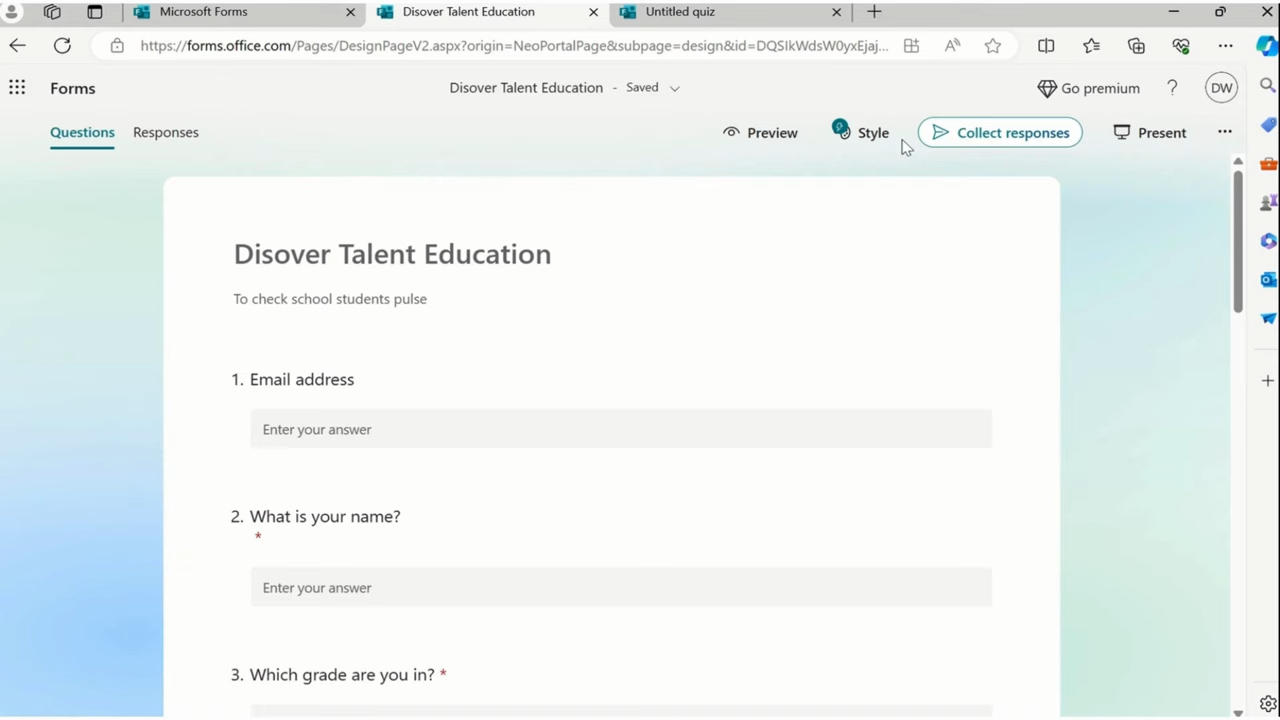 Microsoft Forms
Disover Talent Education
Untitled quiz
https://forms.office.com/Pages/DesignPageV2.aspx?origin=NeoPortalPage&subpage=design&id=DQSIkWdsW0yxEjaj...
Forms
Disover Talent Education - Saved
Go premium
?
DW
Questions
Responses
Preview
Style
Collect responses
Present
Disover Talent Education
To check school students pulse
1. Email address
Enter your answer
2. What is your name?
*
Enter your answer
3. Which grade are you in? *